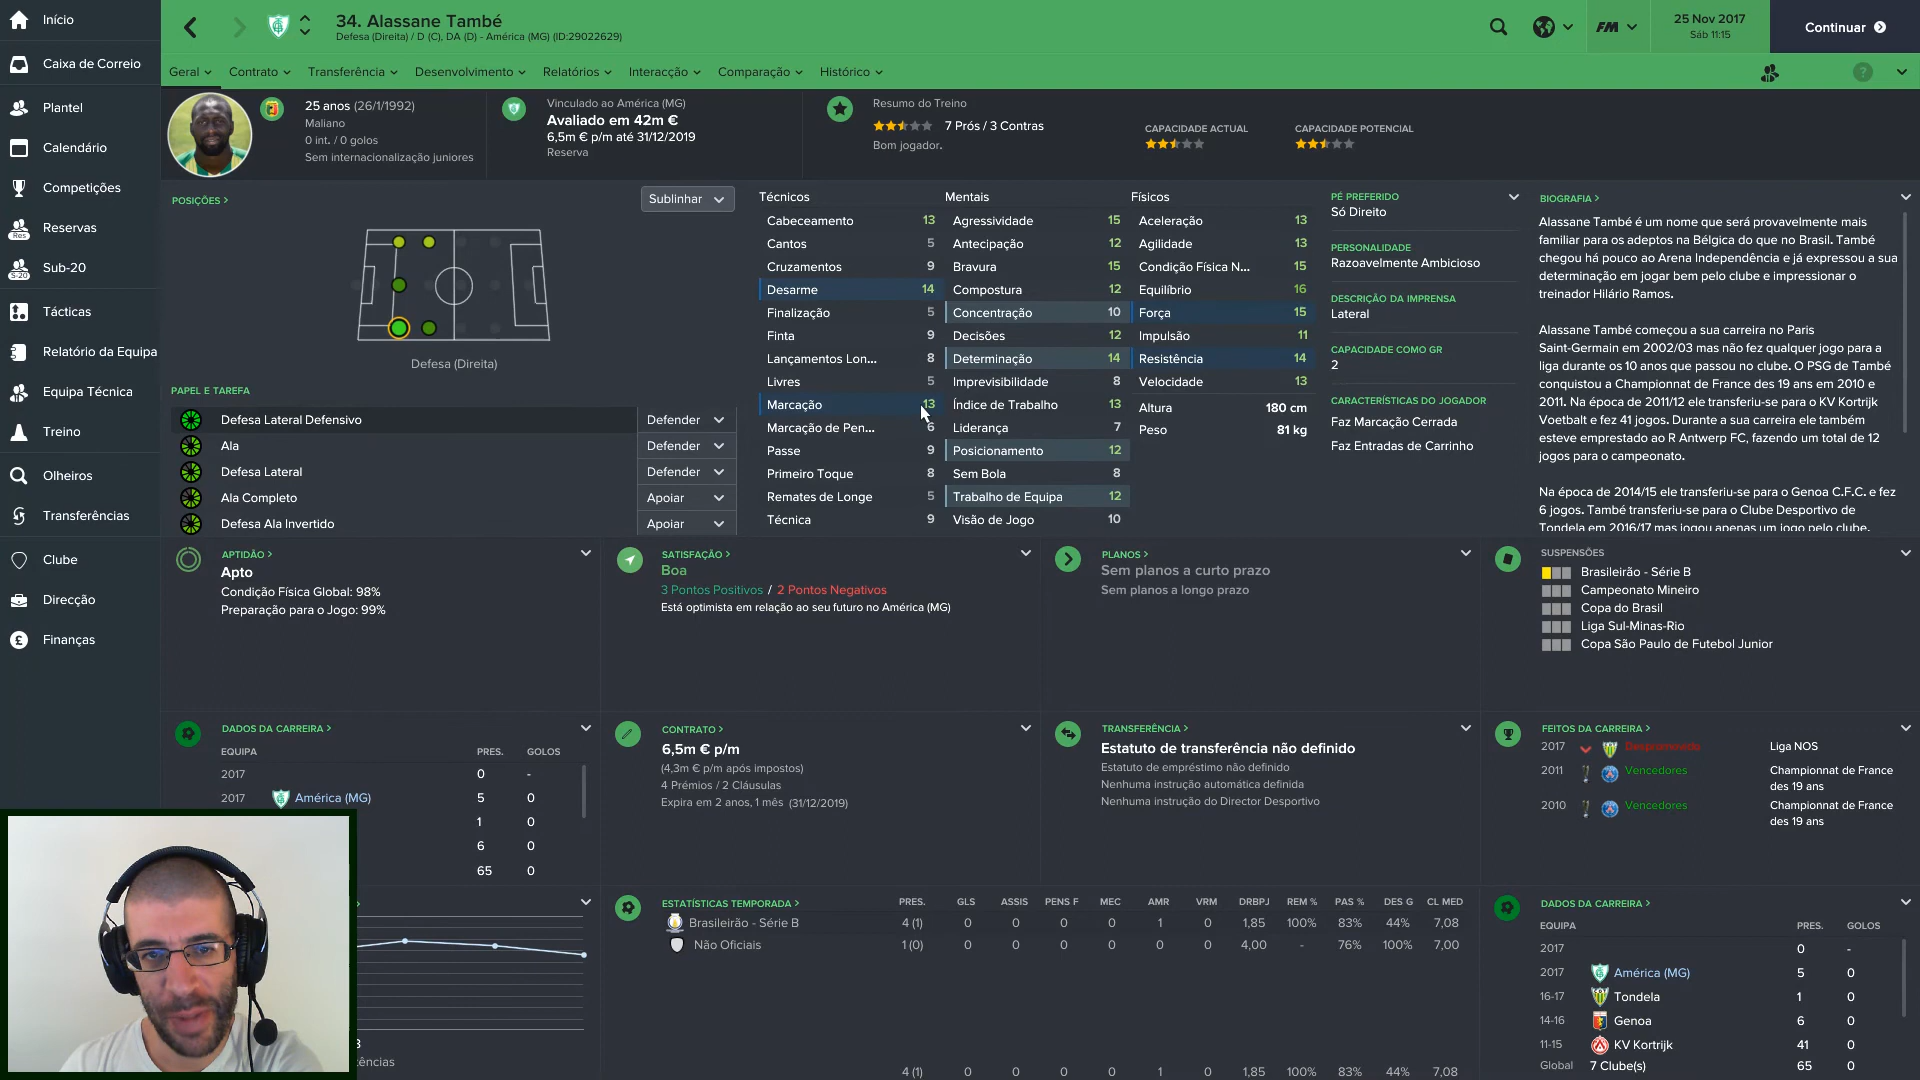 Início
Caixa de Correio
Plantel
Calendário
Competições
Reservas
Sub-20
Tácticas
Relatório da Equipa
Equipa Técnica
Treino
Olheiros
Transferências
Clube
Direcção
Finanças
34. Alassane També
Defesa (Direita) / D (C), DA (D) - América (MG) (ID:29022629)
FM
25 Nov 2017
Sáb 11:15
Continuar
Geral Contrato Transferência Desenvolvimento Relatórios Interacção Comparação Histórico
25 anos (26/1/1992)
Maliano
0 int. / 0 golos
Sem internacionalização juniores
Vinculado ao América (MG)
Avaliado em 42m €
6,5m € p/m até 31/12/2019
Reserva
Resumo do Treino
7 Prós / 3 Contras
Bom jogador.
CAPACIDADE ACTUAL
CAPACIDADE POTENCIAL
POSIÇÕES >
Sublinhar
Defesa (Direita)
PAPEL E TAREFA
Defesa Lateral Defensivo Defender
Ala Defender
Defesa Lateral Defender
Ala Completo Apoiar
Defesa Ala Invertido Apoiar
Técnicos
Cabeceamento 13
Cantos 5
Cruzamentos 9
Desarme 14
Finalização 5
Finta 9
Lançamentos Lon... 8
Livres 5
Marcação 13
Marcação de Pen... 6
Passe 9
Primeiro Toque 8
Remates de Longe 5
Técnica 9
Mentais
Agressividade 15
Antecipação 12
Bravura 15
Compostura 12
Concentração 10
Decisões 12
Determinação 14
Imprevisibilidade 8
Índice de Trabalho 13
Liderança 7
Posicionamento 12
Sem Bola 8
Trabalho de Equipa 12
Visão de Jogo 10
Físicos
Aceleração 13
Agilidade 13
Condição Física N... 15
Equilíbrio 16
Força 15
Impulsão 11
Resistência 14
Velocidade 13
Altura 180 cm
Peso 81 kg
PÉ PREFERIDO
Só Direito
PERSONALIDADE
Razoavelmente Ambicioso
DESCRIÇÃO DA IMPRENSA
Lateral
CAPACIDADE COMO GR
2
CARACTERÍSTICAS DO JOGADOR
Faz Marcação Cerrada
Faz Entradas de Carrinho
BIOGRAFIA >
Alassane També é um nome que será provavelmente mais
familiar para os adeptos na Bélgica do que no Brasil. També
chegou há pouco ao Arena Independência e já expressou a sua
determinação em jogar bem pelo clube e impressionar o
treinador Hilário Ramos.
Alassane També começou a sua carreira no Paris
Saint-Germain em 2002/03 mas não fez qualquer jogo para a
liga durante os 10 anos que passou no clube. O PSG de També
conquistou a Championnat de France des 19 ans em 2010 e
2011. Na época de 2011/12 ele transferiu-se para o KV Kortrijk
Voetbalt e fez 41 jogos. Durante a sua carreira ele também
esteve emprestado ao R Antwerp FC, fazendo um total de 12
jogos para o campeonato.
Na época de 2014/15 ele transferiu-se para o Genoa C.F.C. e fez
6 jogos. També transferiu-se para o Clube Desportivo de
Tondela em 2016/17 mas jogou apenas um jogo pelo clube.
APTIDÃO >
Apto
Condição Física Global: 98%
Preparação para o Jogo: 99%
SATISFAÇÃO >
Boa
3 Pontos Positivos / 2 Pontos Negativos
Está optimista em relação ao seu futuro no América (MG)
PLANOS >
Sem planos a curto prazo
Sem planos a longo prazo
SUSPENSÕES
Brasileirão - Série B
Campeonato Mineiro
Copa do Brasil
Liga Sul-Minas-Rio
Copa São Paulo de Futebol Junior
DADOS DA CARREIRA >
EQUIPA PRES. GOLOS
2017 0 -
2017 América (MG) 5 0
1 0
6 0
65 0
CONTRATO >
6,5m € p/m
(4,3m € p/m após impostos)
4 Prémios / 2 Cláusulas
Expira em 2 anos, 1 mês (31/12/2019)
TRANSFERÊNCIA >
Estatuto de transferência não definido
Estatuto de empréstimo não definido
Nenhuma instrução automática definida
Nenhuma instrução do Director Desportivo
FEITOS DA CARREIRA >
2017 Despromovido Liga NOS
2011 Vencedores Championnat de France
des 19 ans
2010 Vencedores Championnat de France
des 19 ans
ESTATÍSTICAS TEMPORADA > PRES. GLS ASSIS PENS F MEC AMR VRM DRBPJ REM % PAS % DES G CL MED
Brasileirão - Série B 4 (1) 0 0 0 0 1 0 1,85 100% 83% 44% 7,08
Não Oficiais 1 (0) 0 0 0 0 0 0 4,00 - 76% 100% 7,00
4 (1) 0 0 0 0 1 0 1,85 100% 83% 44% 7,08
DADOS DA CARREIRA >
EQUIPA PRES. GOLOS
2017 0 -
2017 América (MG) 5 0
16-17 Tondela 1 0
14-16 Genoa 6 0
11-15 KV Kortrijk 41 0
Global 7 Clube(s) 65 0